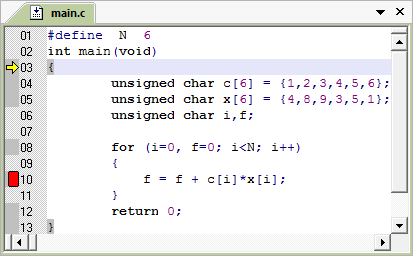 main.c
01 #define  N  6
02 int main(void)
03 {
04         unsigned char c[6] = {1,2,3,4,5,6};
05         unsigned char x[6] = {4,8,9,3,5,1};
06         unsigned char i,f;
07
08         for (i=0, f=0; i<N; i++)
09         {
10             f = f + c[i]*x[i];
11         }
12         return 0;
13 }